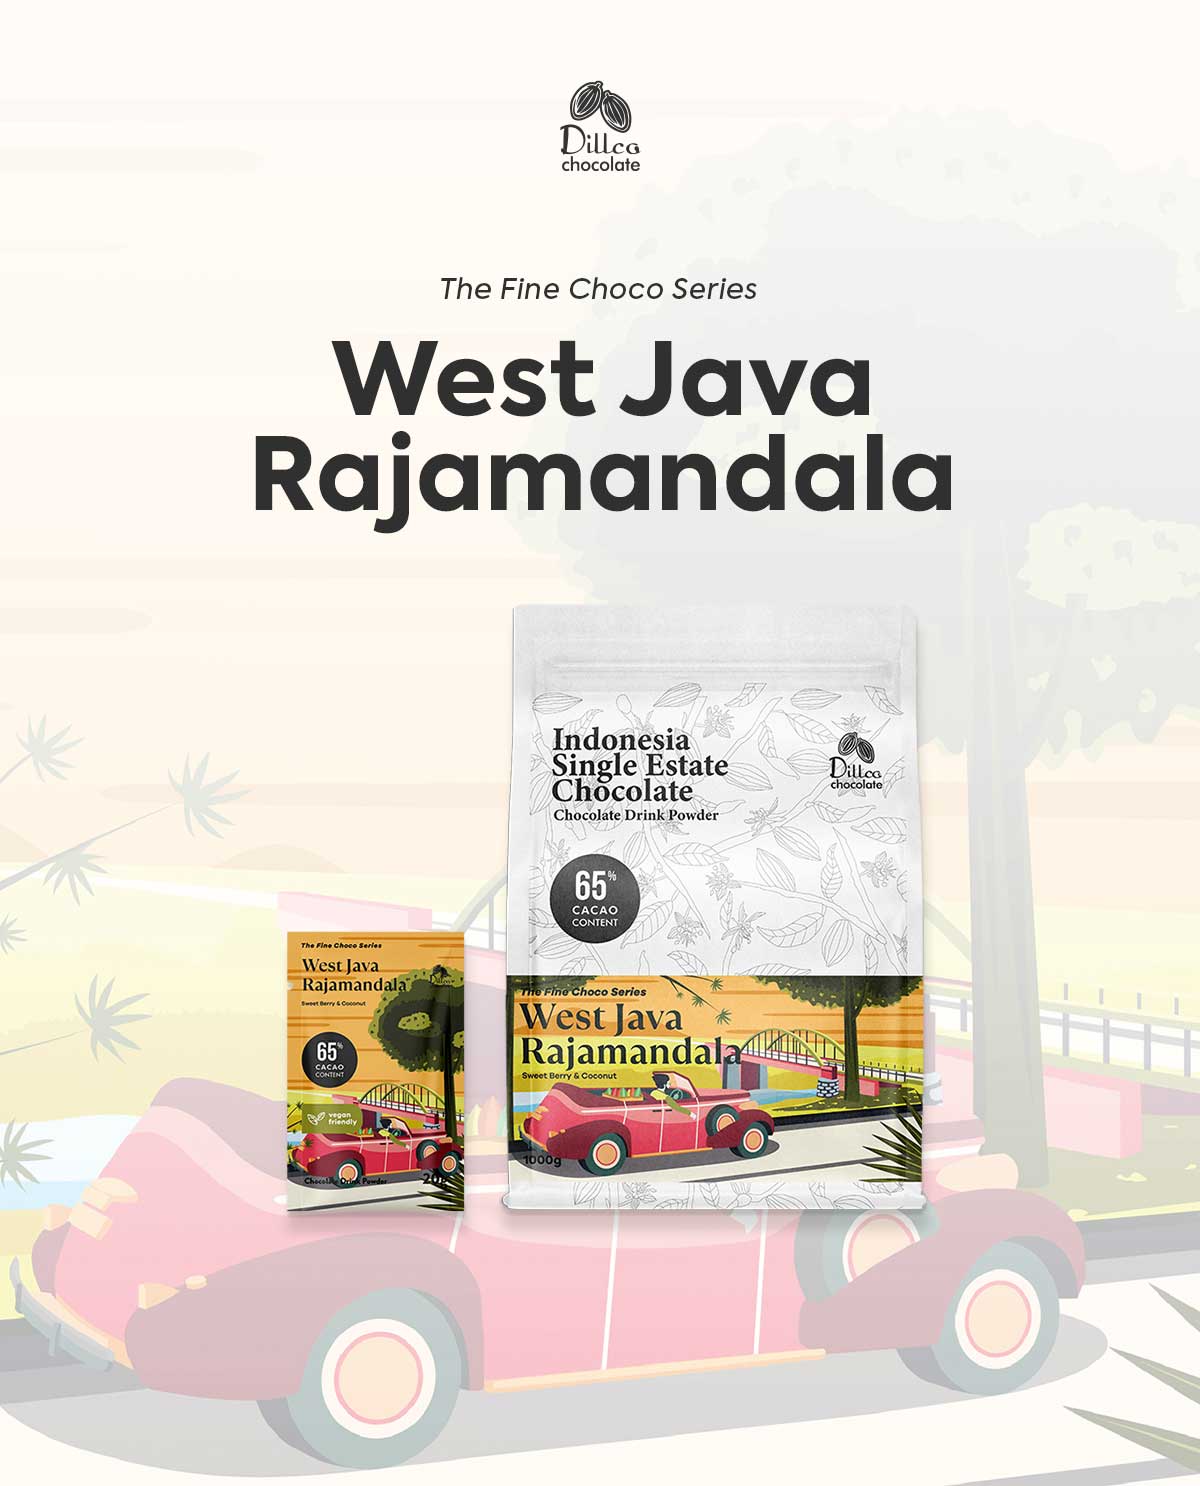 Dillco
chocolate
The Fine Choco Series
West Java
Rajamandala
Indonesia
Single Estate
Chocolate
Chocolate Drink Powder
Dillco
chocolate
65%
CACAO
CONTENT
The Fine Choco Series
West Java
Rajamandala
Sweet Berry & Coconut
1000g
The Fine Choco Series
West Java
Rajamandala
Dillco
Sweet Berry & Coconut
65%
CACAO
CONTENT
vegan
friendly
Chocolate Drink Powder